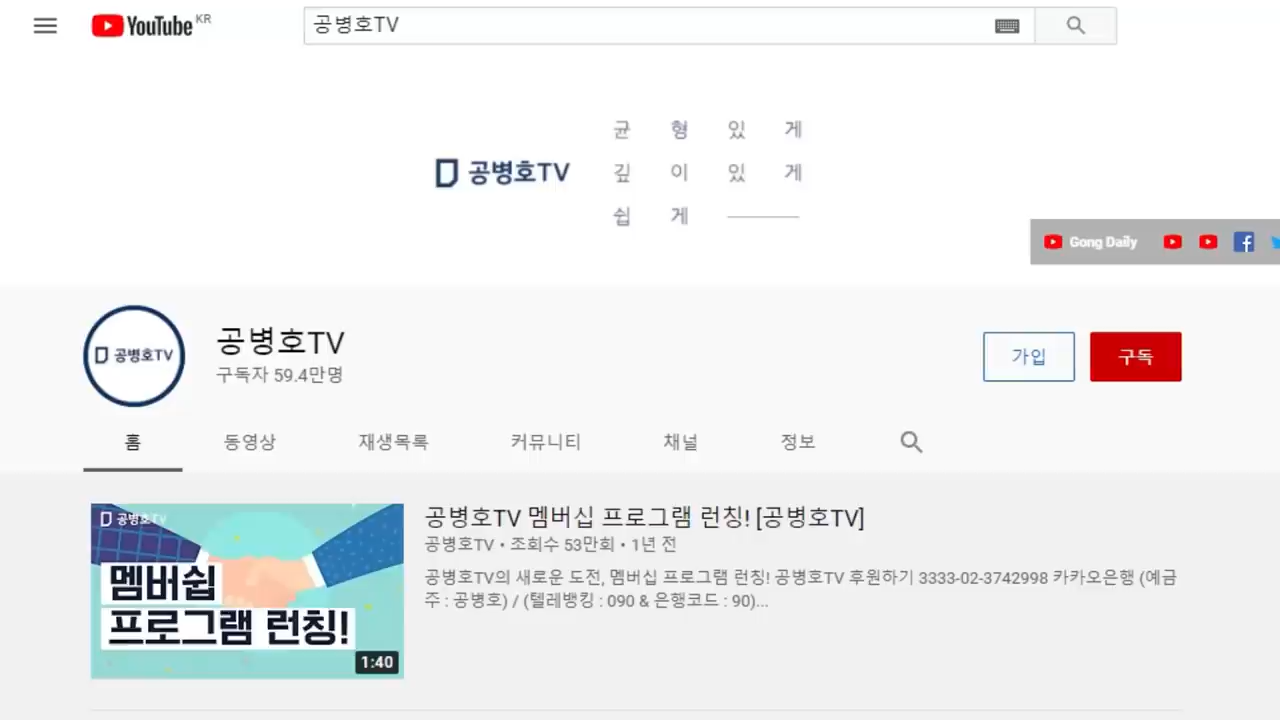 YouTube KR
공병호TV
공병호TV
균형있게
깊이있게
쉽게
Gong Daily
공병호TV
공병호TV
구독자 59.4만명
가입
구독
홈 동영상 재생목록 커뮤니티 채널 정보
공병호TV
멤버쉽
프로그램 런칭!
1:40
공병호TV 멤버십 프로그램 런칭! [공병호TV]
공병호TV • 조회수 53만회 • 1년 전
공병호TV의 새로운 도전, 멤버십 프로그램 런칭! 공병호TV 후원하기 3333-02-3742998 카카오은행 (예금
주 : 공병호) / (텔레뱅킹 : 090 & 은행코드 : 90)...